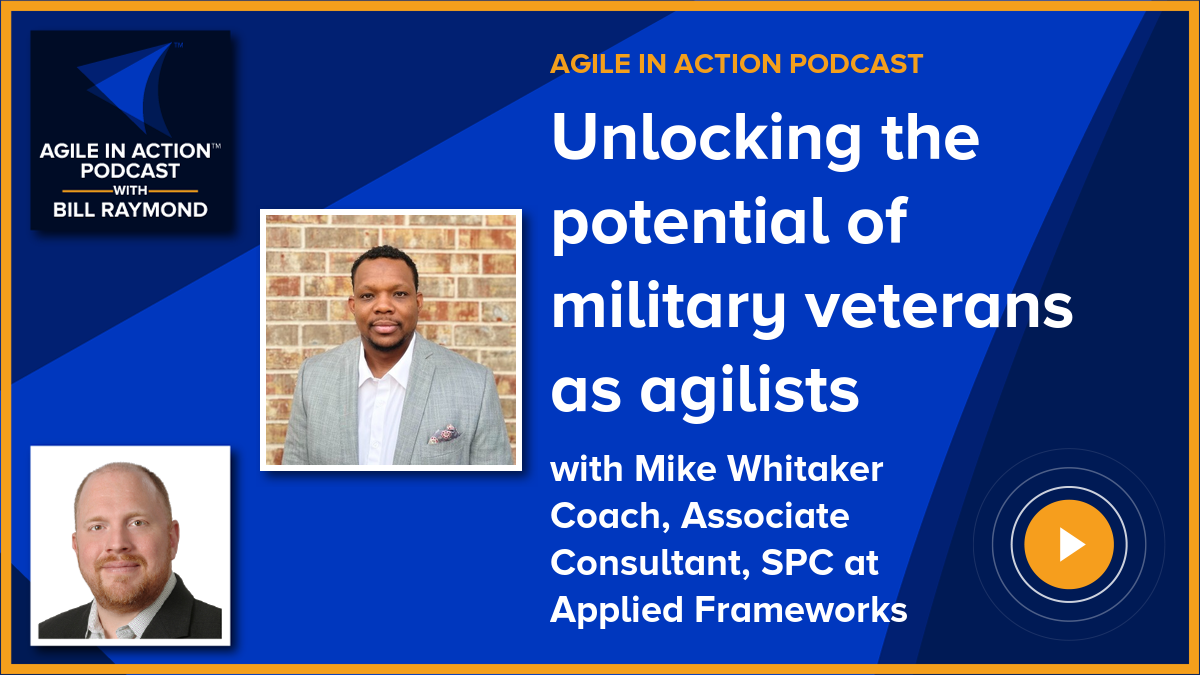 AGILE IN ACTION™
PODCAST
WITH
BILL RAYMOND
AGILE IN ACTION PODCAST
Unlocking the
potential of
military veterans
as agilists
with Mike Whitaker
Coach, Associate
Consultant, SPC at
Applied Frameworks
TM